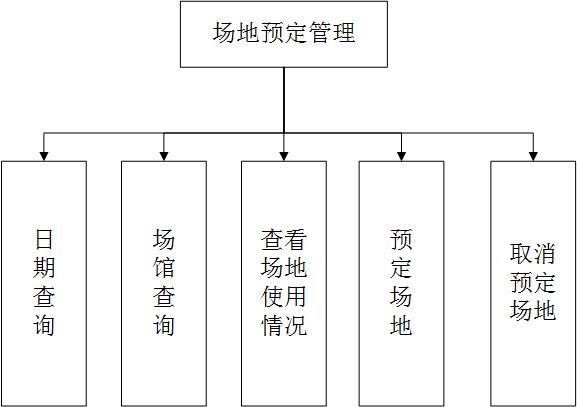 场地预定管理
日
期
查
询
场
馆
查
询
查看
场地
使用
情况
预
定
场
地
取消
预定
场地